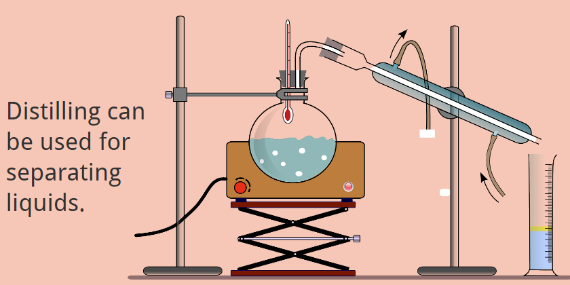 Distilling can
be used for
separating
liquids.